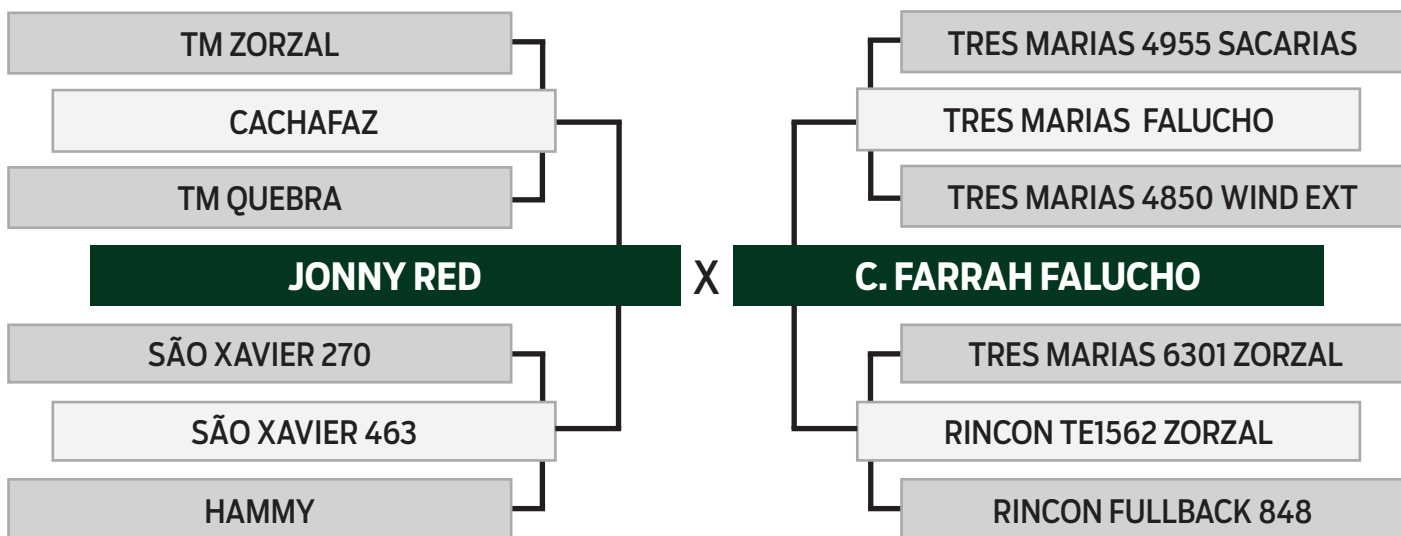 TM ZORZAL
CACHAFAZ
TM QUEBRA
JONNY RED
SÃO XAVIER 270
SÃO XAVIER 463
HAMMY
X
TRES MARIAS 4955 SACARIAS
TRES MARIAS FALUCHO
TRES MARIAS 4850 WIND EXT
C. FARRAH FALUCHO
TRES MARIAS 6301 ZORZAL
RINCON TE1562 ZORZAL
RINCON FULLBACK 848